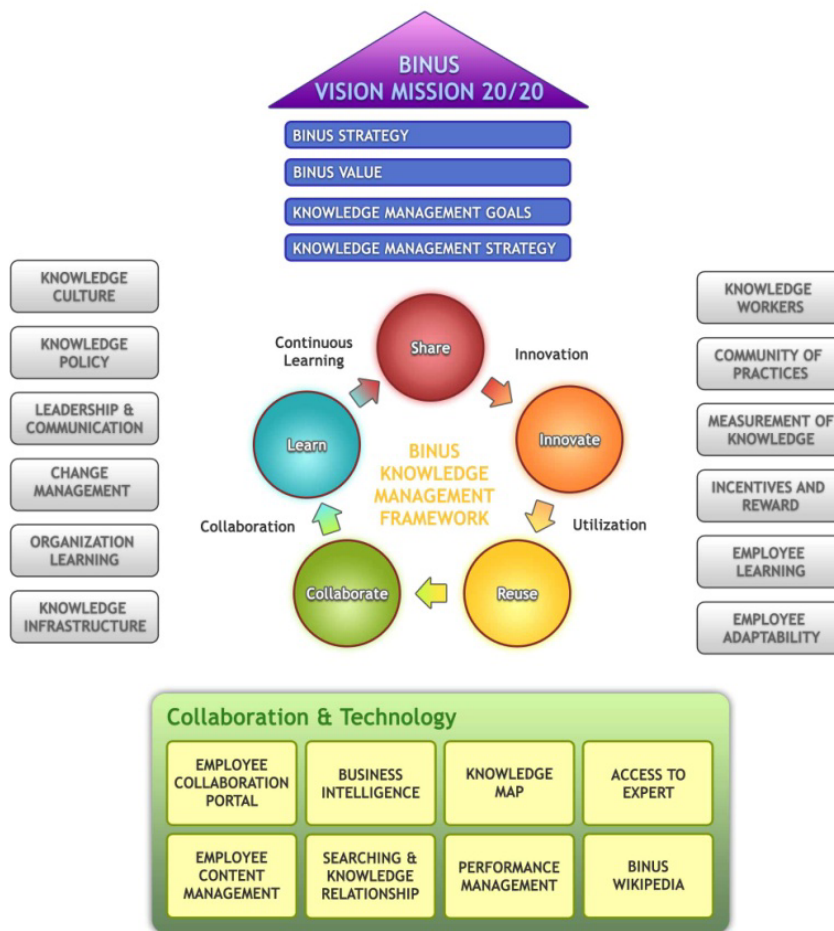 BINUS
VISION MISSION 20/20
BINUS STRATEGY
BINUS VALUE
KNOWLEDGE MANAGEMENT GOALS
KNOWLEDGE MANAGEMENT STRATEGY
KNOWLEDGE
CULTURE
KNOWLEDGE
POLICY
LEADERSHIP &
COMMUNICATION
CHANGE
MANAGEMENT
ORGANIZATION
LEARNING
KNOWLEDGE
INFRASTRUCTURE
Continuous
Learning
Share
Innovation
Learn
Innovate
BINUS
KNOWLEDGE
MANAGEMENT
FRAMEWORK
Collaboration
Utilization
Collaborate
Reuse
KNOWLEDGE
WORKERS
COMMUNITY OF
PRACTICES
MEASUREMENT OF
KNOWLEDGE
INCENTIVES AND
REWARD
EMPLOYEE
LEARNING
EMPLOYEE
ADAPTABILITY
Collaboration & Technology
EMPLOYEE
COLLABORATION
PORTAL
BUSINESS
INTELLIGENCE
KNOWLEDGE
MAP
ACCESS TO
EXPERT
EMPLOYEE
CONTENT
MANAGEMENT
SEARCHING &
KNOWLEDGE
RELATIONSHIP
PERFORMANCE
MANAGEMENT
BINUS
WIKIPEDIA